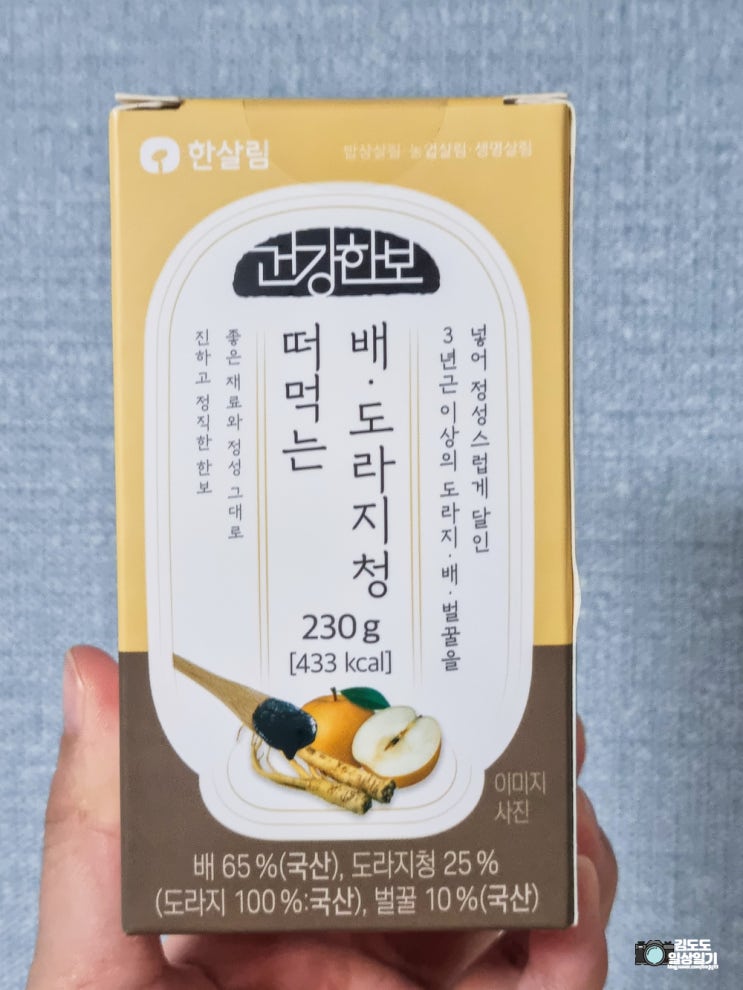 한살림
밥상살림·농업살림·생명살림
건강한보
넣어 정성스럽게 달인
3년근 이상의 도라지·배·벌꿀을
배·도라지청
떠먹는
좋은 재료와 정성 그대로
진하고 정직한 한보
230 g
[433 kcal]
이미지
사진
배 65 %(국산), 도라지청 25 %
(도라지 100 %:국산), 벌꿀 10 %(국산)
김도도
일상일기